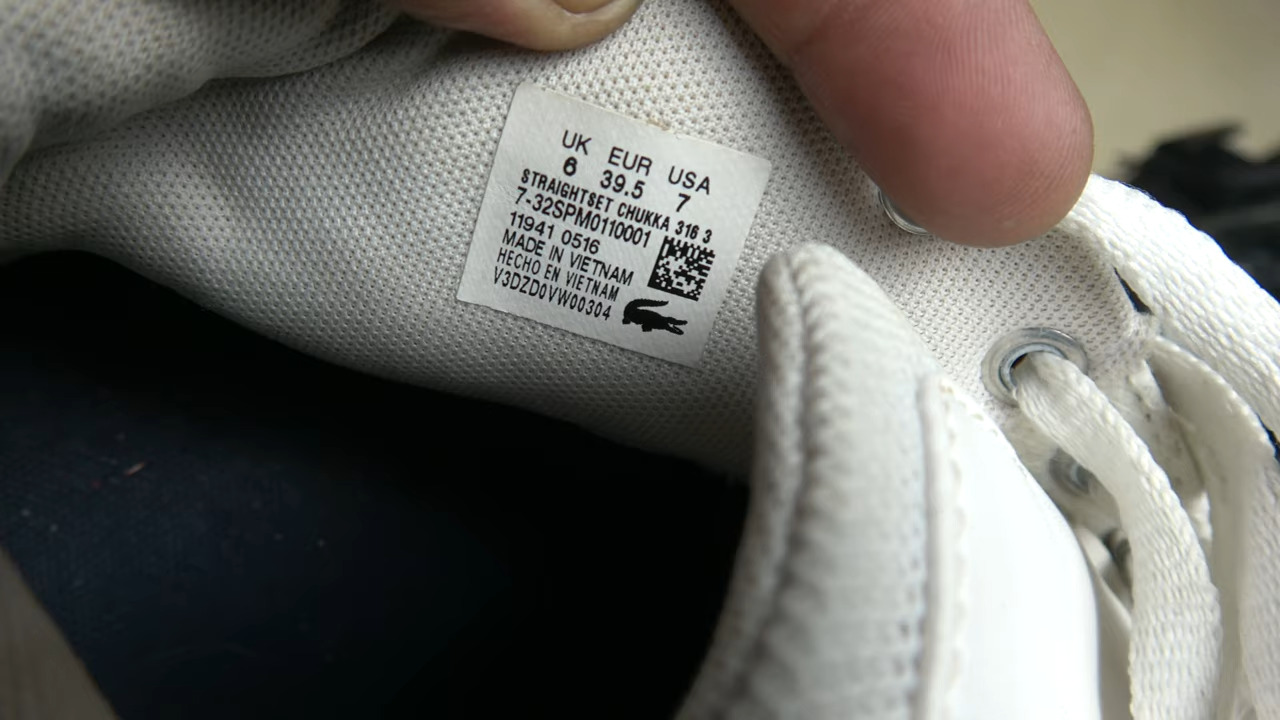 UK EUR USA
6 39.5 7
STRAIGHTSET CHUKKA 316 3
7-32SPM0110001
11941 0516
MADE IN VIETNAM
HECHO EN VIETNAM
V3DZD0VW00304